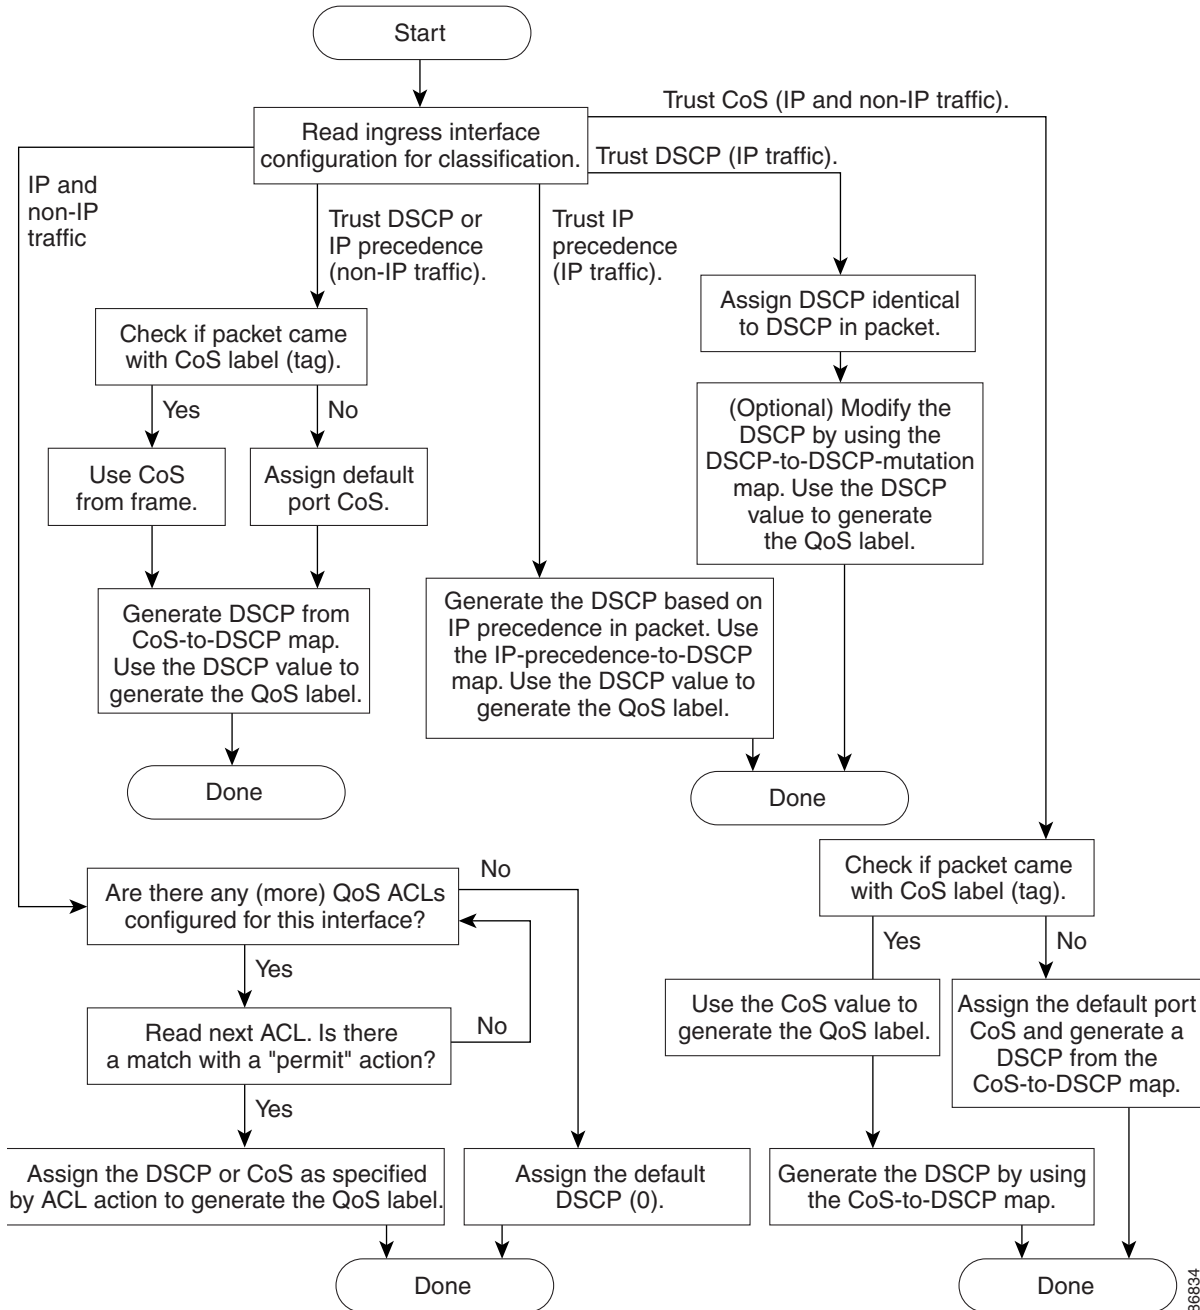 Start
Trust CoS (IP and non-IP traffic).
Read ingress interface
configuration for classification.
Trust DSCP (IP traffic).
IP and
non-IP
traffic
Trust DSCP or
IP precedence
(non-IP traffic).
Trust IP
precedence
(IP traffic).
Assign DSCP identical
to DSCP in packet.
Check if packet came
with CoS label (tag).
(Optional) Modify the
DSCP by using the
DSCP-to-DSCP-mutation
map. Use the DSCP
value to generate
the QoS label.
Yes
No
Use CoS
from frame.
Assign default
port CoS.
Generate DSCP from
CoS-to-DSCP map.
Use the DSCP value to
generate the QoS label.
Generate the DSCP based on
IP precedence in packet. Use
the IP-precedence-to-DSCP
map. Use the DSCP value to
generate the QoS label.
Done
Done
Are there any (more) QoS ACLs
configured for this interface?
No
Check if packet came
with CoS label (tag).
Yes
Yes
No
Read next ACL. Is there
a match with a "permit" action?
No
Use the CoS value to
generate the QoS label.
Assign the default port
CoS and generate a
DSCP from the
CoS-to-DSCP map.
Yes
Assign the DSCP or CoS as specified
by ACL action to generate the QoS label.
Assign the default
DSCP (0).
Generate the DSCP by using
the CoS-to-DSCP map.
Done
Done
86834